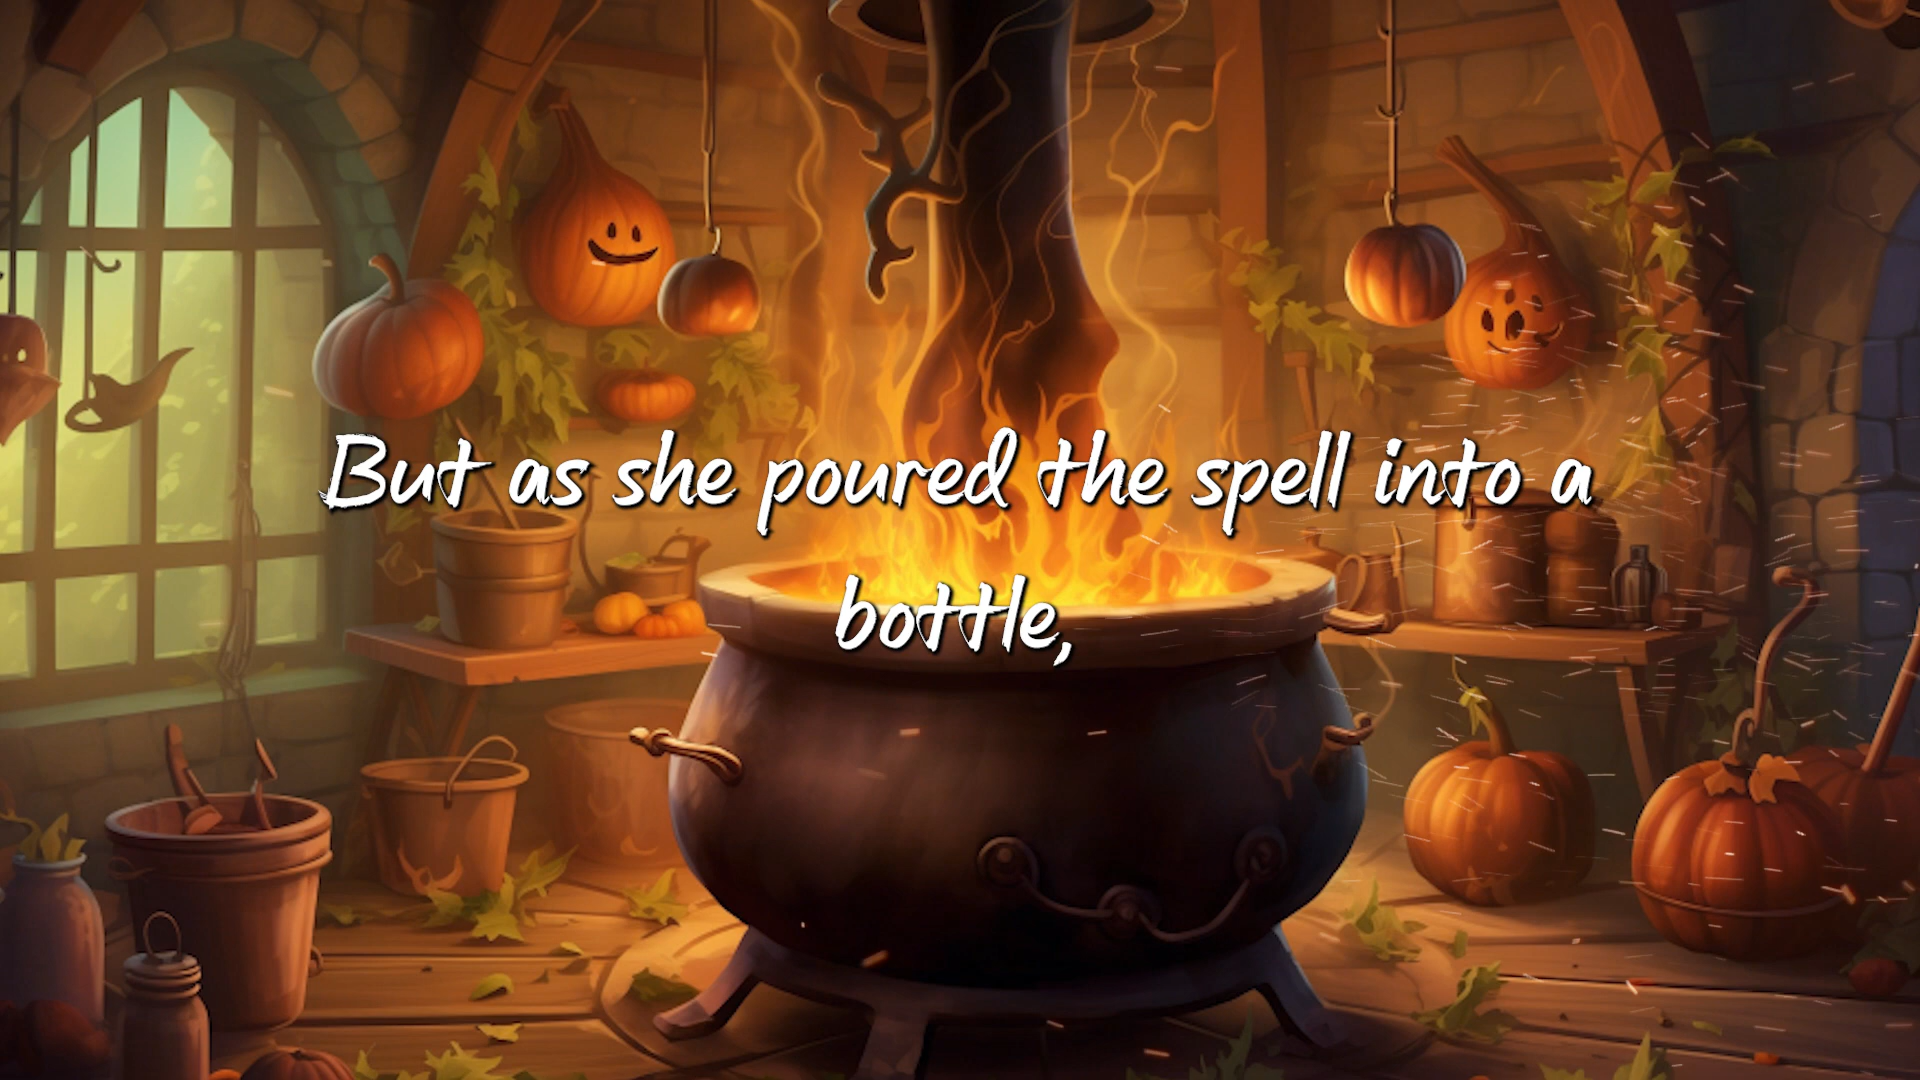 But as she poured the spell into a
bottle,